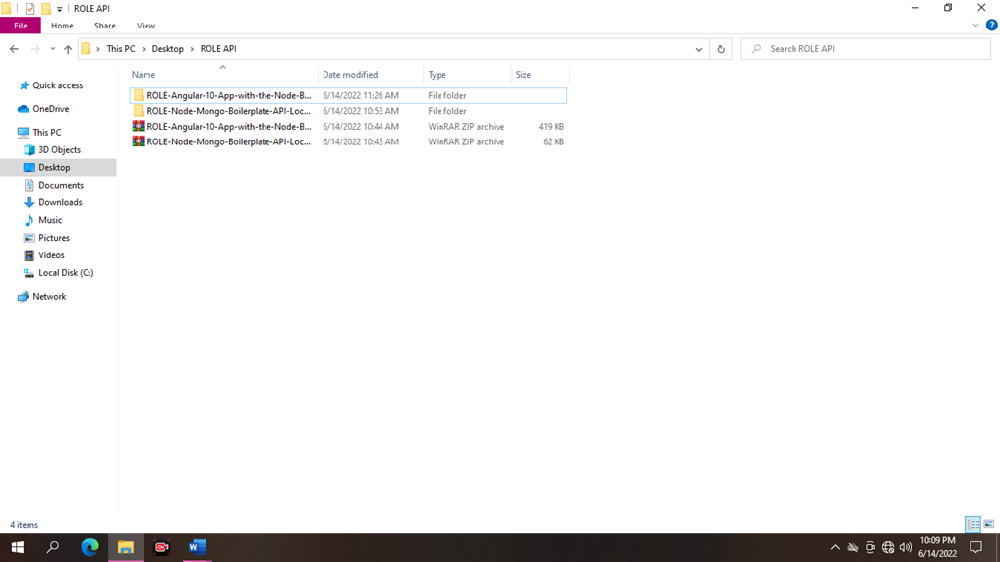 ROLE API
File Home Share View
This PC Desktop ROLE API
Search ROLE API
Name Date modified Type Size
Quick access
OneDrive
This PC
3D Objects
Desktop
Documents
Downloads
Music
Pictures
Videos
Local Disk (C:)
Network
ROLE-Angular-10-App-with-the-Node-B... 6/14/2022 11:26 AM File folder
ROLE-Node-Mongo-Boilerplate-API-Loc... 6/14/2022 10:53 AM File folder
ROLE-Angular-10-App-with-the-Node-B... 6/14/2022 10:44 AM WinRAR ZIP archive 419 KB
ROLE-Node-Mongo-Boilerplate-API-Loc... 6/14/2022 10:43 AM WinRAR ZIP archive 62 KB
4 items
10:09 PM
6/14/2022